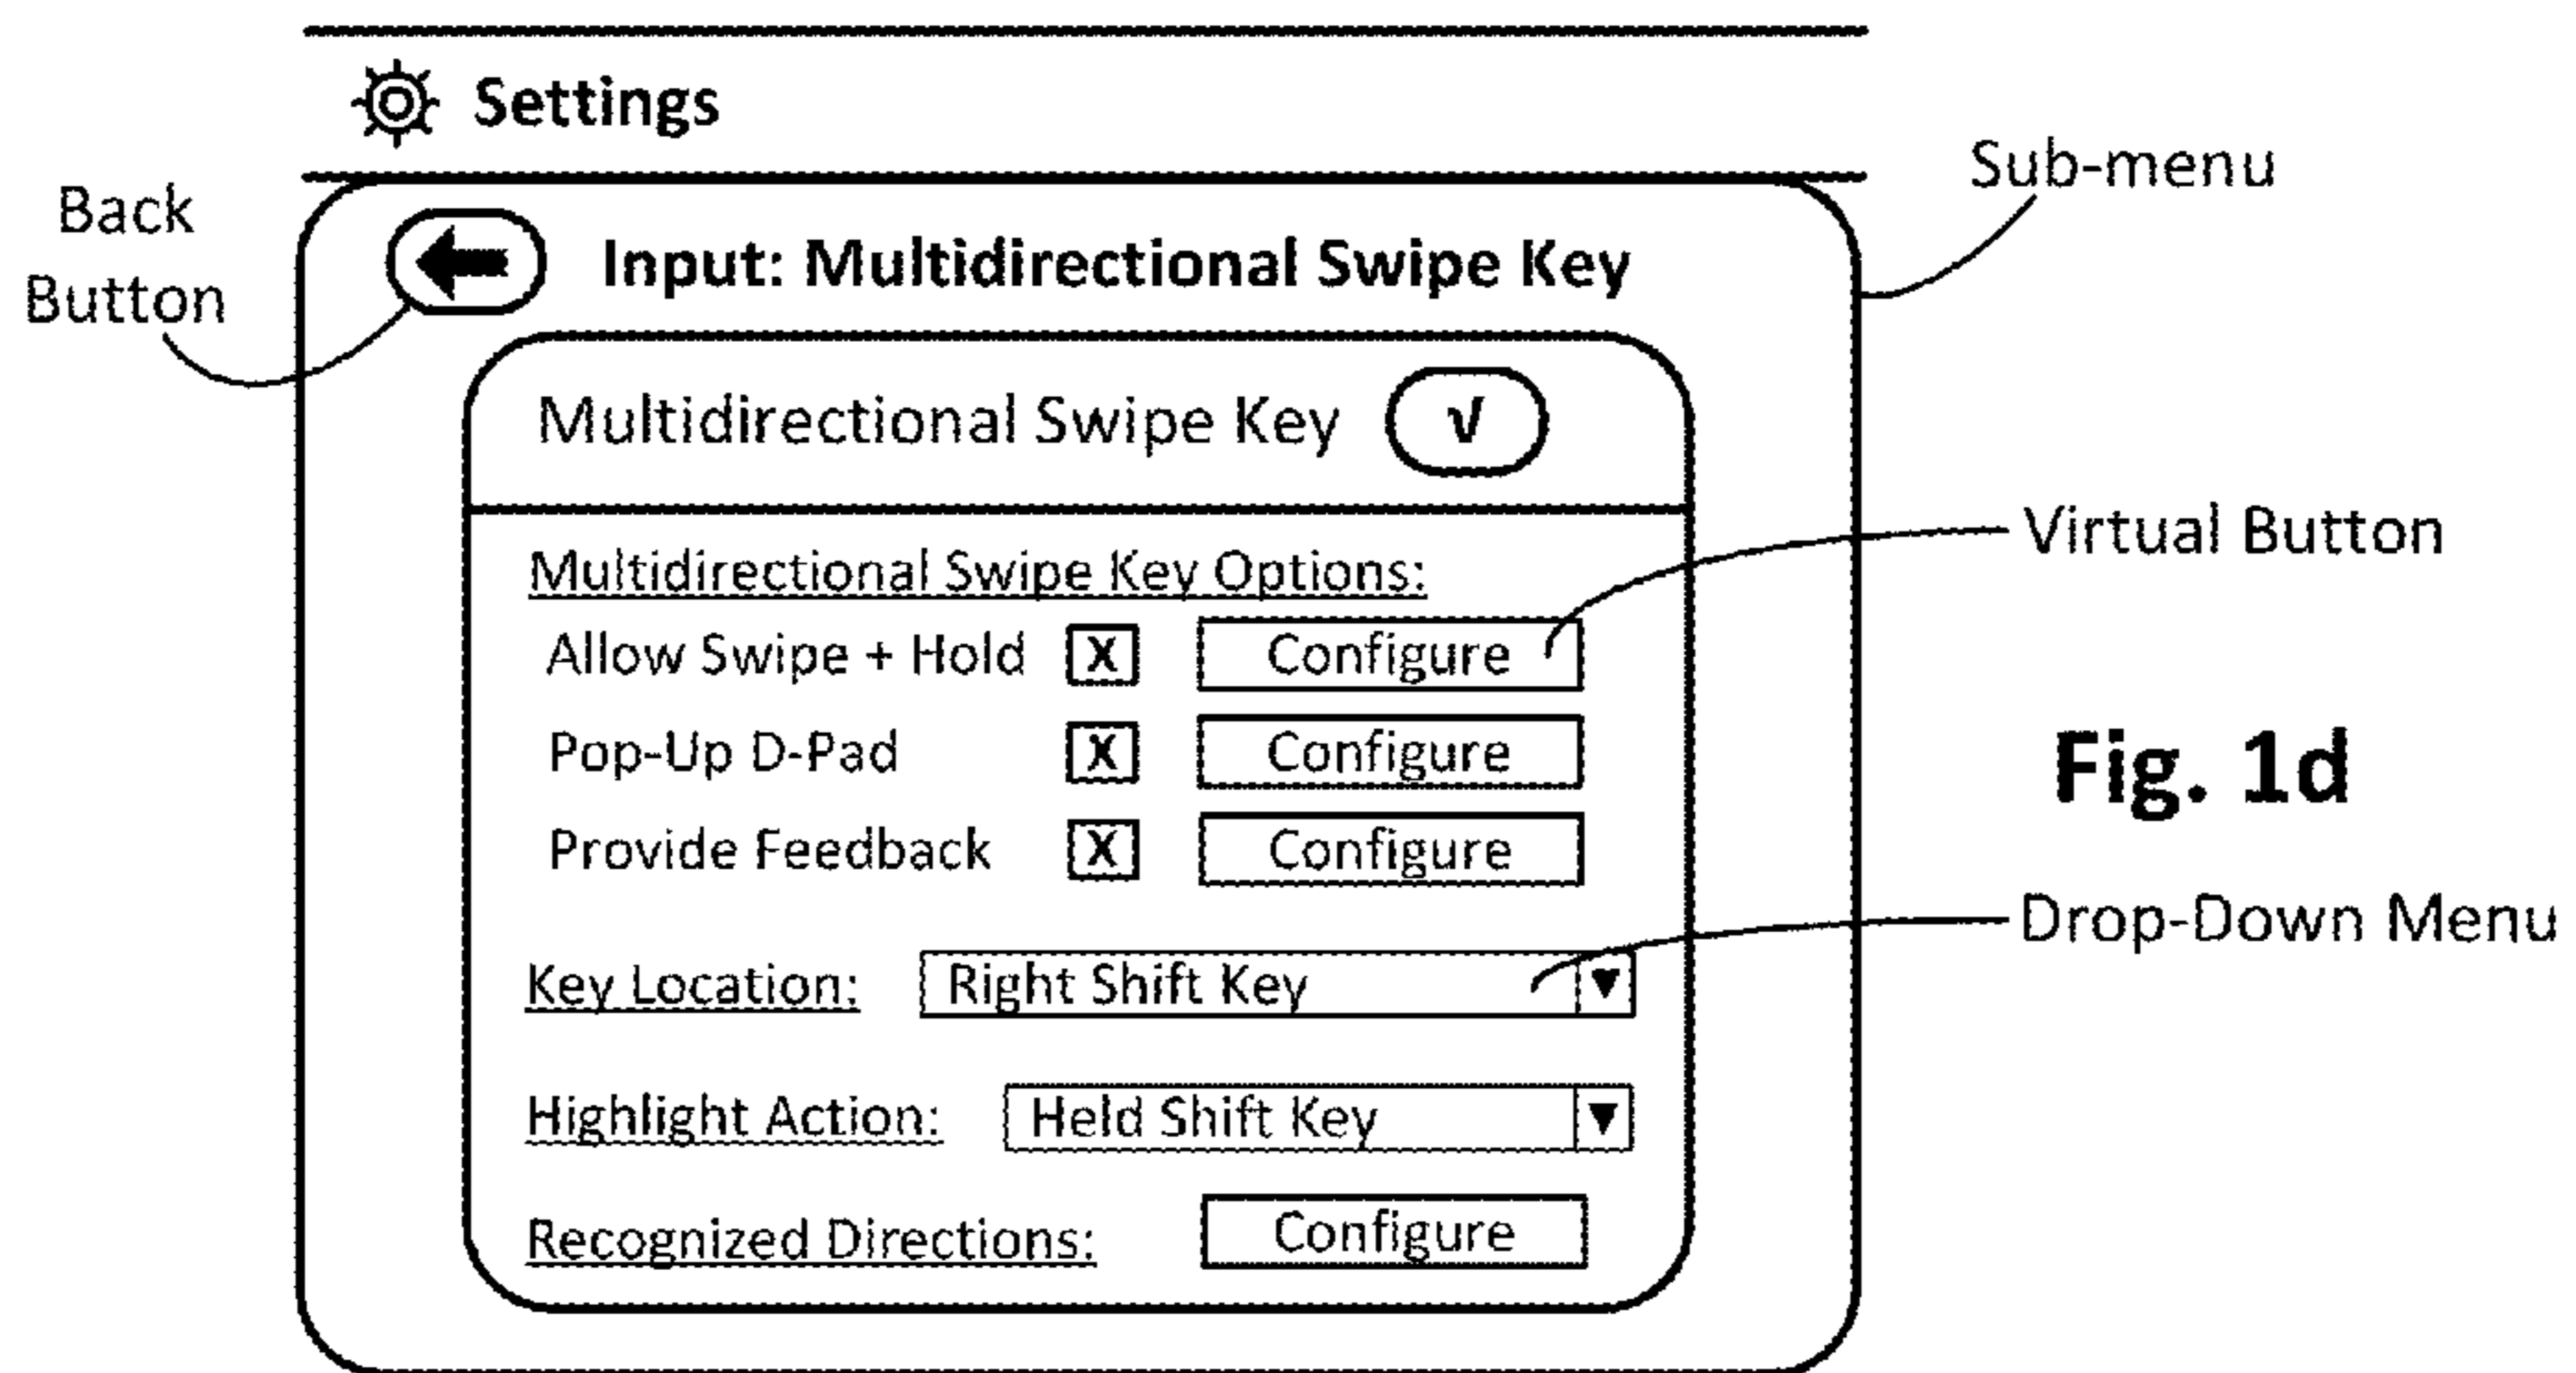 Settings
Back
Button
Sub-menu
Input: Multidirectional Swipe Key
Multidirectional Swipe Key √
Multidirectional Swipe Key Options:
Virtual Button
Allow Swipe + Hold X Configure
Pop-Up D-Pad X Configure
Provide Feedback X Configure
Fig. 1d
Drop-Down Menu
Key Location: Right Shift Key ▼
Highlight Action: Held Shift Key ▼
Recognized Directions: Configure